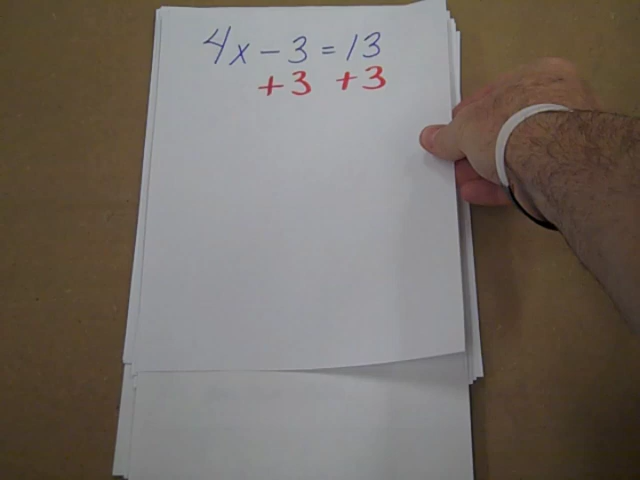 4x - 3 = 13
+3 +3